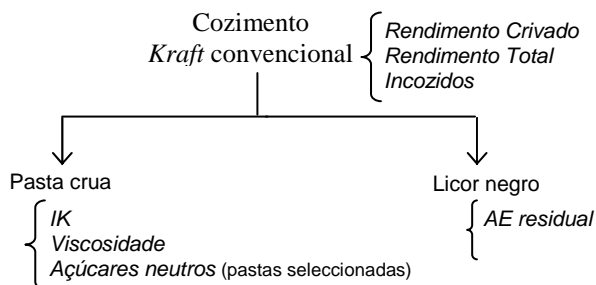 Cozimento
Kraft convencional
Rendimento Crivado
Rendimento Total
Incozidos
Pasta crua
IK
Viscosidade
Açúcares neutros (pastas seleccionadas)
Licor negro
AE residual